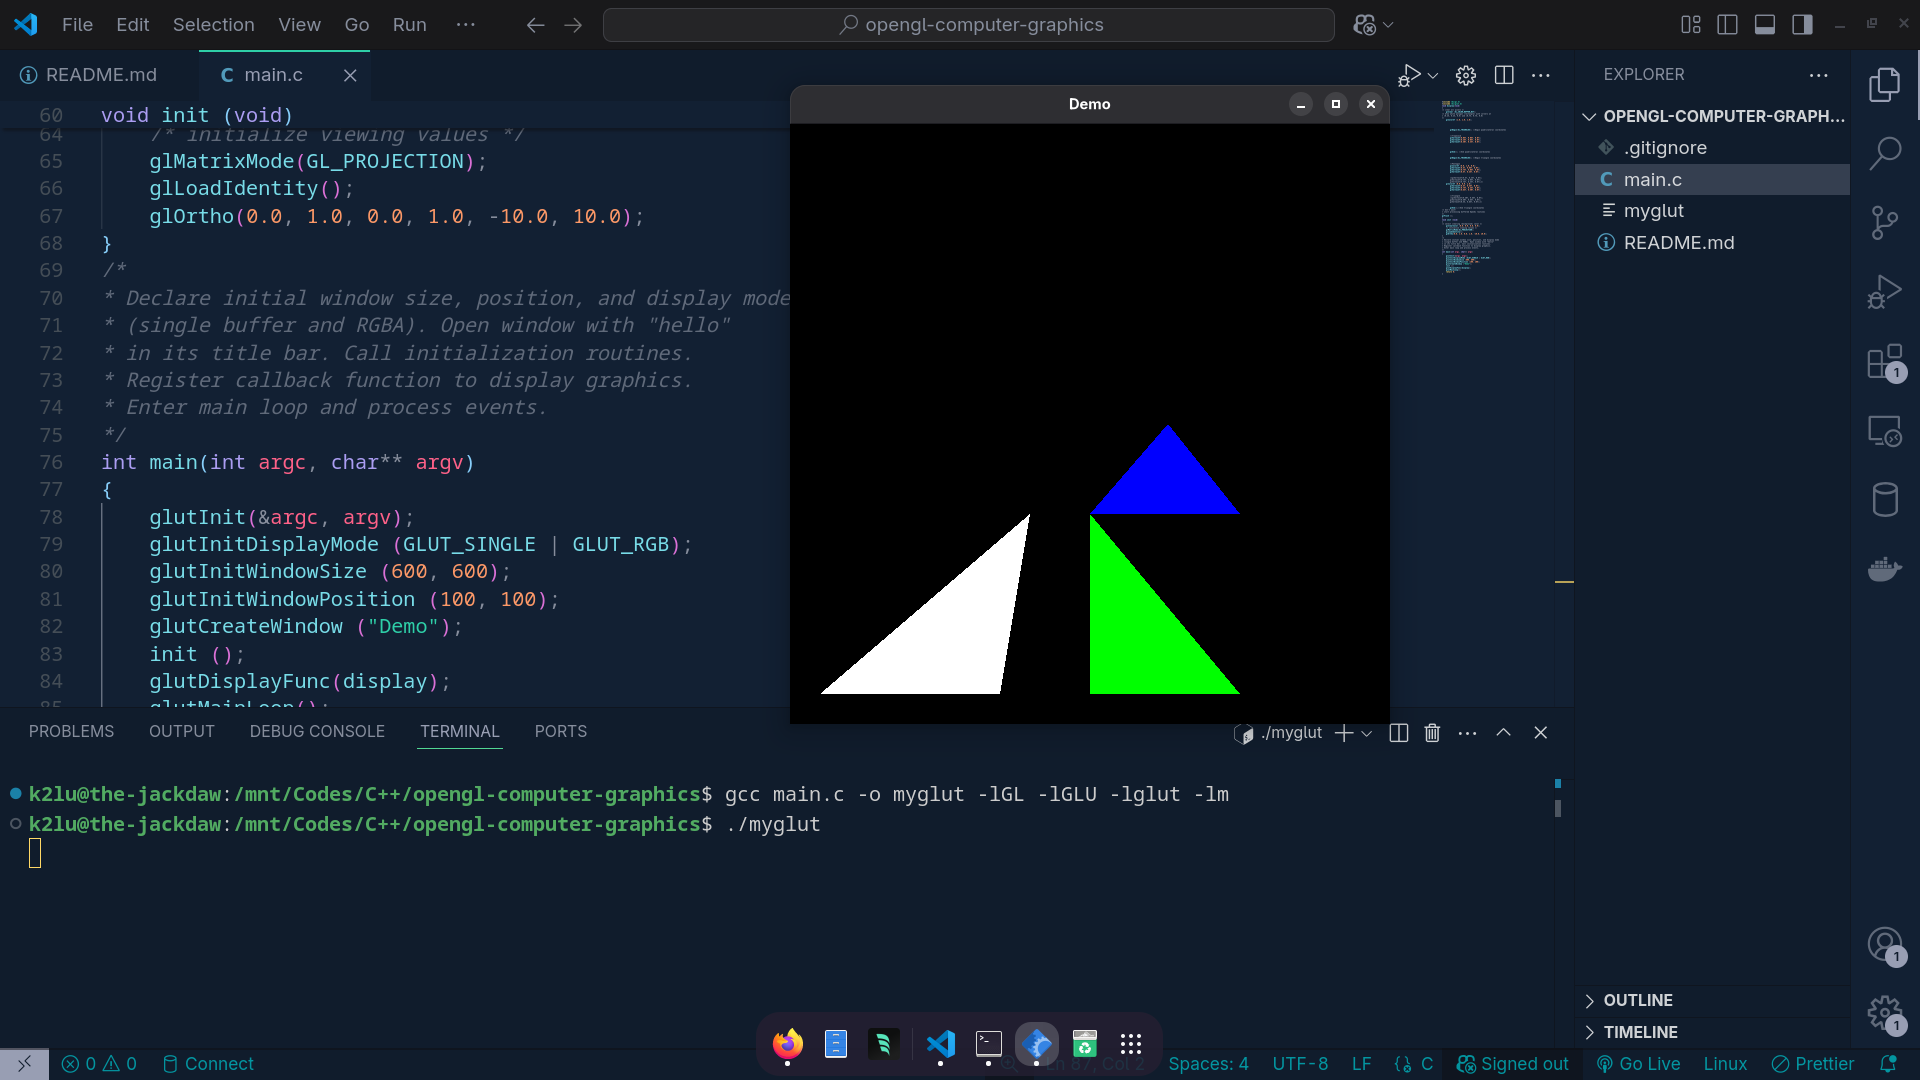 File Edit Selection View Go Run ··· opengl-computer-graphics
README.md
C main.c
60 void init (void)
64 /* initialize viewing values */
65 glMatrixMode(GL_PROJECTION);
66 glLoadIdentity();
67 glOrtho(0.0, 1.0, 0.0, 1.0, -10.0, 10.0);
68 }
69 /*
70 * Declare initial window size, position, and display mode
71 * (single buffer and RGBA). Open window with "hello"
72 * in its title bar. Call initialization routines.
73 * Register callback function to display graphics.
74 * Enter main loop and process events.
75 */
76 int main(int argc, char** argv)
77 {
78 glutInit(&argc, argv);
79 glutInitDisplayMode (GLUT_SINGLE | GLUT_RGB);
80 glutInitWindowSize (600, 600);
81 glutInitWindowPosition (100, 100);
82 glutCreateWindow ("Demo");
83 init ();
84 glutDisplayFunc(display);
85 glutMainLoop();
Demo
EXPLORER
OPENGL-COMPUTER-GRAPH...
.gitignore
C main.c
myglut
README.md
OUTLINE
TIMELINE
1
1
1
PROBLEMS OUTPUT DEBUG CONSOLE TERMINAL PORTS
./myglut
k2lu@the-jackdaw:/mnt/Codes/C++/opengl-computer-graphics$ gcc main.c -o myglut -lGL -lGLU -lglut -lm
k2lu@the-jackdaw:/mnt/Codes/C++/opengl-computer-graphics$ ./myglut
0 0 Connect Ln 87, Col 2 Spaces: 4 UTF-8 LF {} C Signed out Go Live Linux Prettier